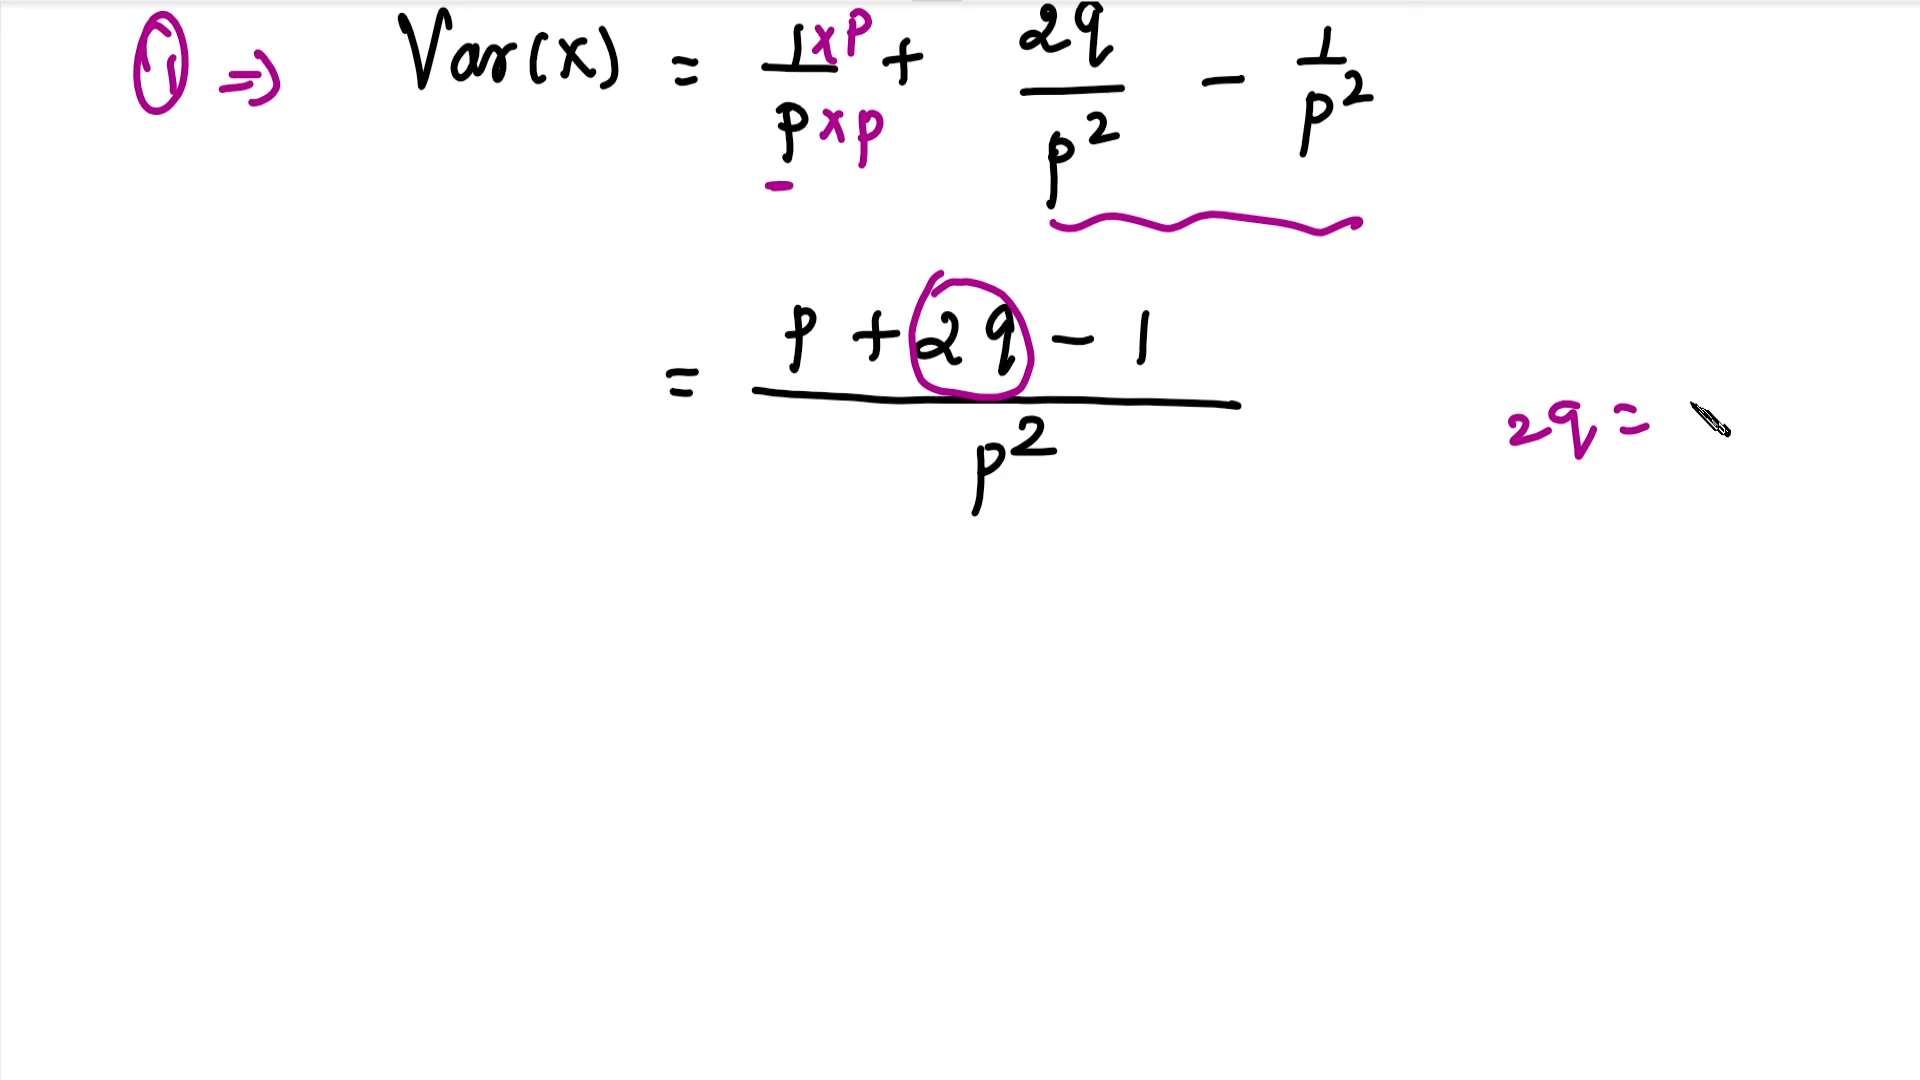 ① ⇒ Var(X) = 1×p/p×p + 2q/p² - 1/p²
= p + 2q - 1 / p²
2q =